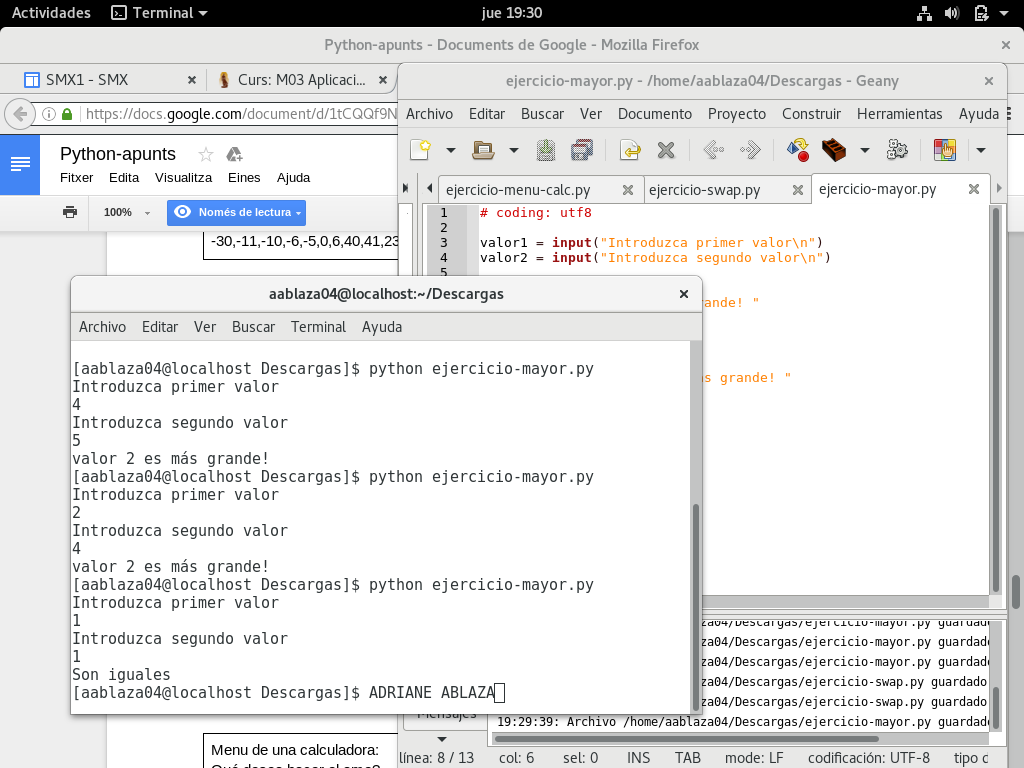 Actividades Terminal jue 19:30
Python-apunts - Documents de Google - Mozilla Firefox
SMX1 - SMX Curs: M03 Aplicaci...
https://docs.google.com/document/d/1tCQQf9N
Python-apunts
Fitxer Edita Visualitza Eines Ajuda
100% Només de lectura
-30,-11,-10,-6,-5,0,6,40,41,23
ejercicio-mayor.py - /home/aablaza04/Descargas - Geany
Archivo Editar Buscar Ver Documento Proyecto Construir Herramientas Ayuda
ejercicio-menu-calc.py ejercicio-swap.py ejercicio-mayor.py
1 # coding: utf8
2
3 valor1 = input("Introduzca primer valor\n")
4 valor2 = input("Introduzca segundo valor\n")
5
rande! "
s grande! "
aablaza04@localhost:~/Descargas
Archivo Editar Ver Buscar Terminal Ayuda
[aablaza04@localhost Descargas]$ python ejercicio-mayor.py
Introduzca primer valor
4
Introduzca segundo valor
5
valor 2 es más grande!
[aablaza04@localhost Descargas]$ python ejercicio-mayor.py
Introduzca primer valor
2
Introduzca segundo valor
4
valor 2 es más grande!
[aablaza04@localhost Descargas]$ python ejercicio-mayor.py
Introduzca primer valor
1
Introduzca segundo valor
1
Son iguales
[aablaza04@localhost Descargas]$ ADRIANE ABLAZA
aza04/Descargas/ejercicio-mayor.py guardado
aza04/Descargas/ejercicio-mayor.py guardado
aza04/Descargas/ejercicio-mayor.py guardado
aza04/Descargas/ejercicio-swap.py guardado
aza04/Descargas/ejercicio-swap.py guardado
19:29:39: Archivo /home/aablaza04/Descargas/ejercicio-mayor.py guardado
Mensajes
línea: 8 / 13 col: 6 sel: 0 INS TAB modo: LF codificación: UTF-8 tipo d
Menu de una calculadora: